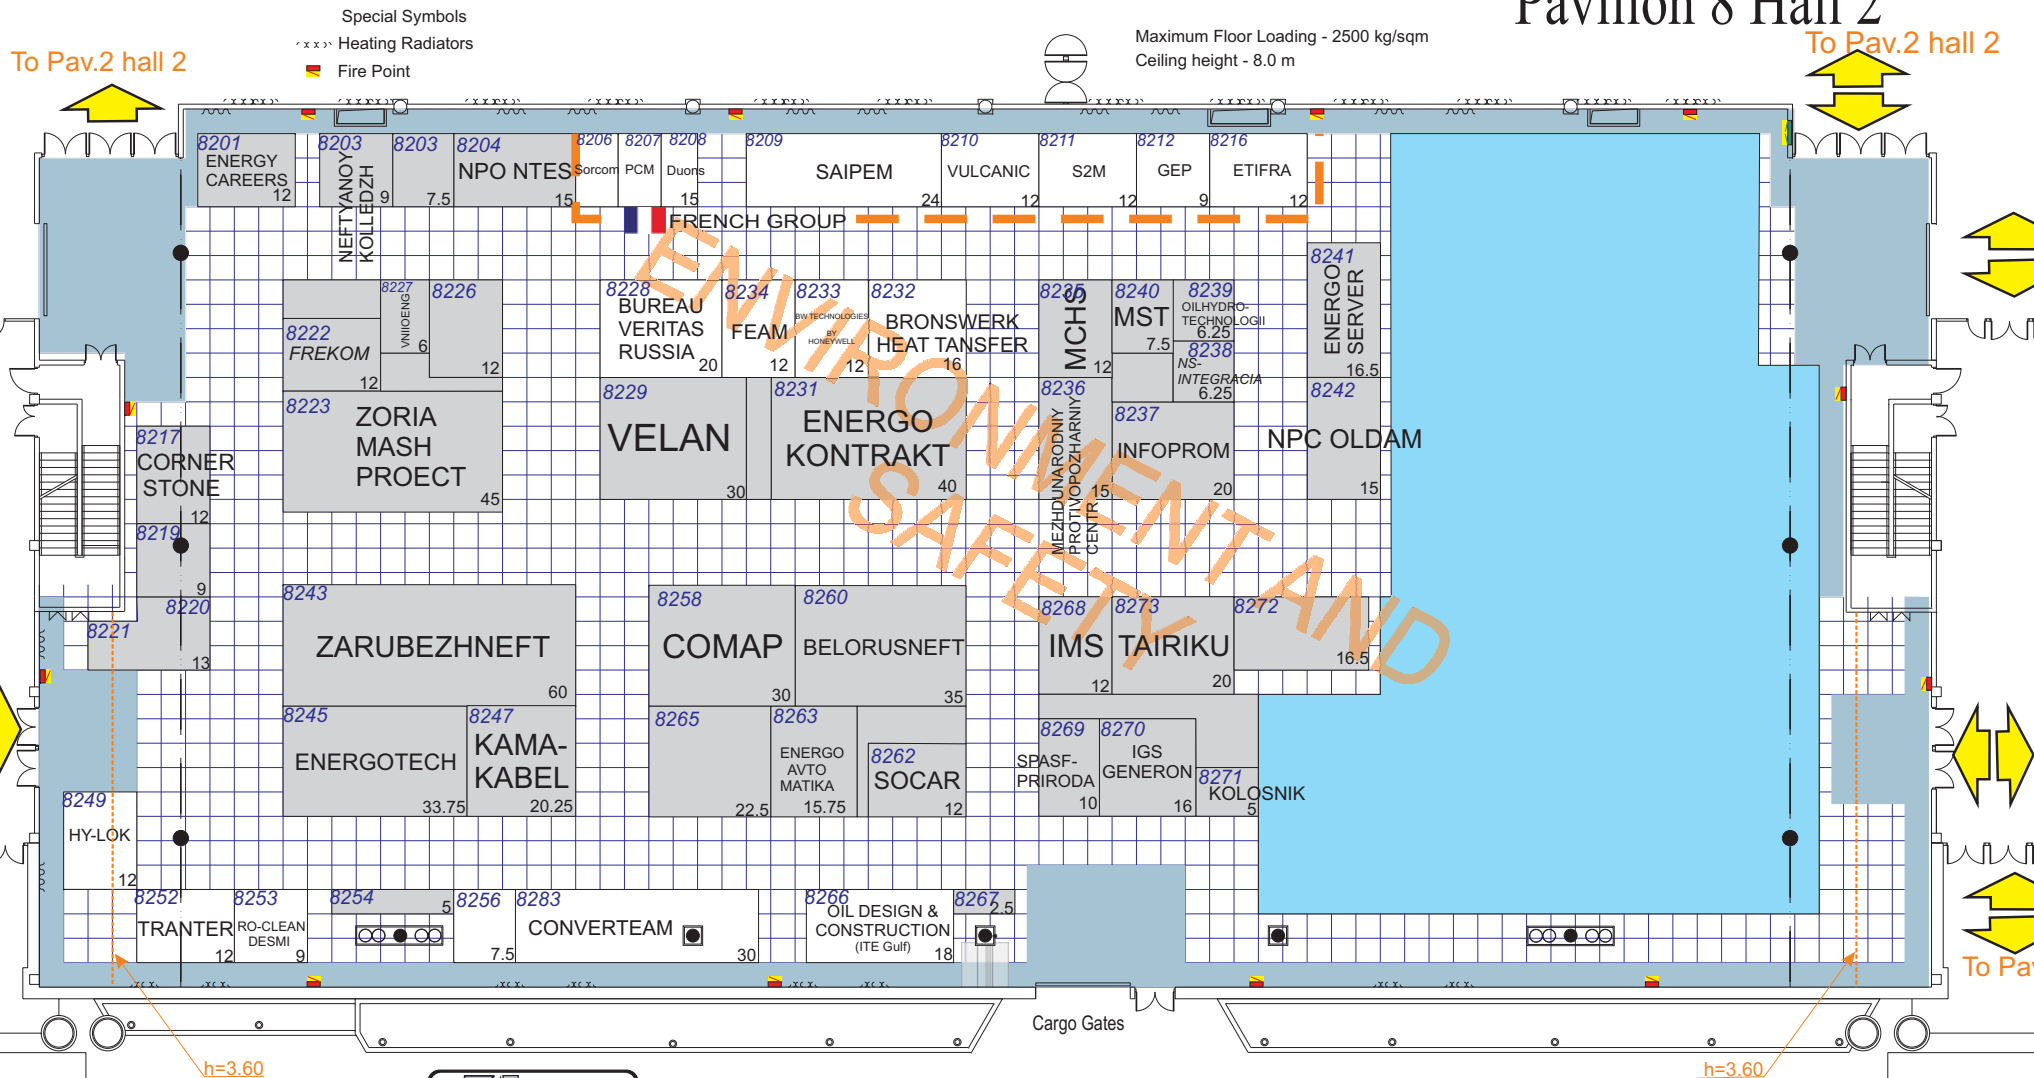 Pavilion 8 Hall 2
Special Symbols
Heating Radiators
Fire Point
Maximum Floor Loading - 2500 kg/sqm
Ceiling height - 8.0 m
To Pav.2 hall 2
To Pav.2 hall 2
8201
ENERGY
CAREERS
12
8203
NEFTYANOY
KOLLEDZH
9
8203
7.5
8204
NPO NTES
15
8206
Sorcom
8207
PCM
8208
Duons
15
8209
SAIPEM
24
8210
VULCANIC
12
8211
S2M
12
8212
GEP
9
8216
ETIFRA
12
FRENCH GROUP
8222
FREKOM
12
8227
VNIIOENG
6
8226
12
8223
ZORIA
MASH
PROECT
45
8228
BUREAU
VERITAS
RUSSIA
20
8234
FEAM
12
8233
BW TECHNOLOGIES
BY
HONEYWELL
12
8232
BRONSWERK
HEAT TANSFER
16
8229
VELAN
30
8231
ENERGO
KONTRAKT
40
8235
MCHS
12
8240
MST
7.5
8239
OILHYDRO-
TECHNOLOGII
6.25
8238
NS-
INTEGRACIA
6.25
8236
MEZHDUNARODNIY
PROTIVOPOZHARNIY
CENTR
15
8237
INFOPROM
20
8241
ENERGO
SERVER
16.5
8242
NPC OLDAM
15
ENVIRONMENT AND
SAFETY
8217
CORNER
STONE
12
8219
9
8220
8221
13
8243
ZARUBEZHNEFT
60
8245
ENERGOTECH
33.75
8247
KAMA-
KABEL
20.25
8258
COMAP
30
8260
BELORUSNEFT
35
8265
22.5
8263
ENERGO
AVTO
MATIKA
15.75
8262
SOCAR
12
8268
IMS
12
8273
TAIRIKU
20
8272
16.5
8269
SPASF-
PRIRODA
10
8270
IGS
GENERON
16
8271
KOLOSNIK
5
8249
HY-LOK
12
8252
TRANTER
12
8253
RO-CLEAN
DESMI
9
8254
5
8256
7.5
8283
CONVERTEAM
30
8266
OIL DESIGN &
CONSTRUCTION
(ITE Gulf)
18
8267
2.5
To Pav
Cargo Gates
h=3.60
h=3.60